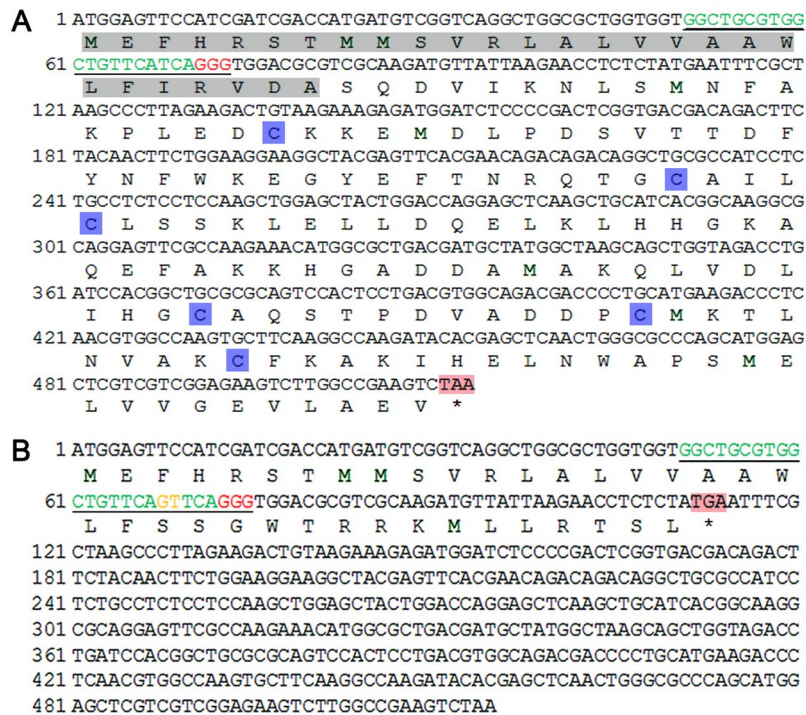 A
1 ATGGAGTTCCATCGATCGACCATGATGTCGGTCAGGCTGGCGCTGGTGGTGGCTGCGTGG
M E F H R S T M M S V R L A L V V A A W
61 CTGTTCATCAGGGTGGACGCGTCGCAAGATGTTATTAAGAACCTCTCTATGAATTTCGCT
L F I R V D A S Q D V I K N L S M N F A
121 AAGCCCTTAGAAGACTGTAAGAAAGAGATGGATCTCCCCGACTCGGTGACGACAGACTTC
K P L E D C K K E M D L P D S V T T D F
181 TACAACTTCTGGAAGGAAGGCTACGAGTTCACGAACAGACAGACAGGCTGCGCCATCCTC
Y N F W K E G Y E F T N R Q T G C A I L
241 TGCCTCTCCTCCAAGCTGGAGCTACTGGACCAGGAGCTCAAGCTGCATCACGGCAAGGCG
C L S S K L E L L D Q E L K L H H G K A
301 CAGGAGTTCGCCAAGAAACATGGCGCTGACGATGCTATGGCTAAGCAGCTGGTAGACCTG
Q E F A K K H G A D D A M A K Q L V D L
361 ATCCACGGCTGCGCGCAGTCCACTCCTGACGTGGCAGACGACCCCTGCATGAAGACCCTC
I H G C A Q S T P D V A D D P C M K T L
421 AACGTGGCCAAGTGCTTCAAGGCCAAGATACACGAGCTCAACTGGGCGCCCAGCATGGAG
N V A K C F K A K I H E L N W A P S M E
481 CTCGTCGTCGGAGAAGTCTTGGCCGAAGTCTAA
L V V G E V L A E V *
B
1 ATGGAGTTCCATCGATCGACCATGATGTCGGTCAGGCTGGCGCTGGTGGTGGCTGCGTGG
M E F H R S T M M S V R L A L V V A A W
61 CTGTTCAGTTCAGGGTGGACGCGTCGCAAGATGTTATTAAGAACCTCTCTATGAATTTCG
L F S S G W T R R K M L L R T S L *
121 CTAAGCCCTTAGAAGACTGTAAGAAAGAGATGGATCTCCCCGACTCGGTGACGACAGACT
181 TCTACAACTTCTGGAAGGAAGGCTACGAGTTCACGAACAGACAGACAGGCTGCGCCATCC
241 TCTGCCTCTCCTCCAAGCTGGAGCTACTGGACCAGGAGCTCAAGCTGCATCACGGCAAGG
301 CGCAGGAGTTCGCCAAGAAACATGGCGCTGACGATGCTATGGCTAAGCAGCTGGTAGACC
361 TGATCCACGGCTGCGCGCAGTCCACTCCTGACGTGGCAGACGACCCCTGCATGAAGACCC
421 TCAACGTGGCCAAGTGCTTCAAGGCCAAGATACACGAGCTCAACTGGGCGCCCAGCATGG
481 AGCTCGTCGTCGGAGAAGTCTTGGCCGAAGTCTAA